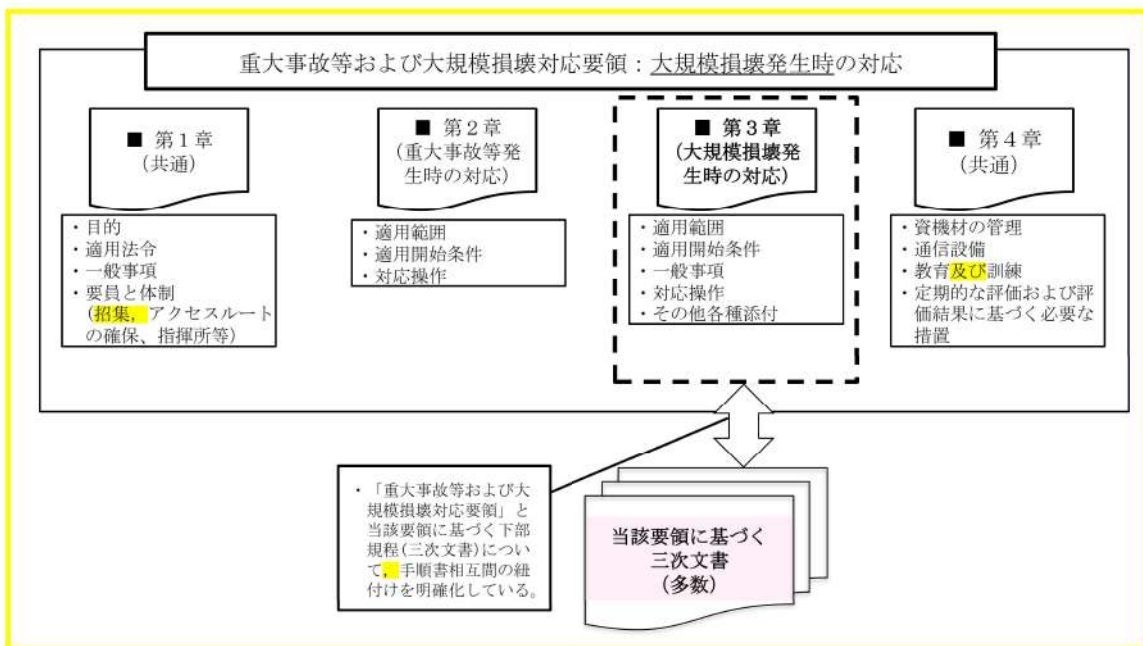 重大事故等および大規模損壊対応要領：大規模損壊発生時の対応
■ 第１章
（共通）
・目的
・適用法令
・一般事項
・要員と体制
(招集，アクセスルート
の確保、指揮所等）
■ 第２章
（重大事故等発
生時の対応）
・適用範囲
・適用開始条件
・対応操作
■ 第３章
(大規模損壊発
生時の対応）
・適用範囲
・適用開始条件
・一般事項
・対応操作
・その他各種添付
■ 第４章
（共通）
・資機材の管理
・通信設備
・教育及び訓練
・定期的な評価および評
価結果に基づく必要な
措置
・「重大事故等および大
規模損壊対応要領」と
当該要領に基づく下部
規程(三次文書)につい
て，手順書相互間の紐
付けを明確化している。
当該要領に基づく
三次文書
（多数）